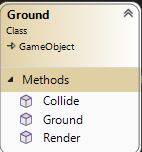 Ground
Class
GameObject
Methods
Collide
Ground
Render